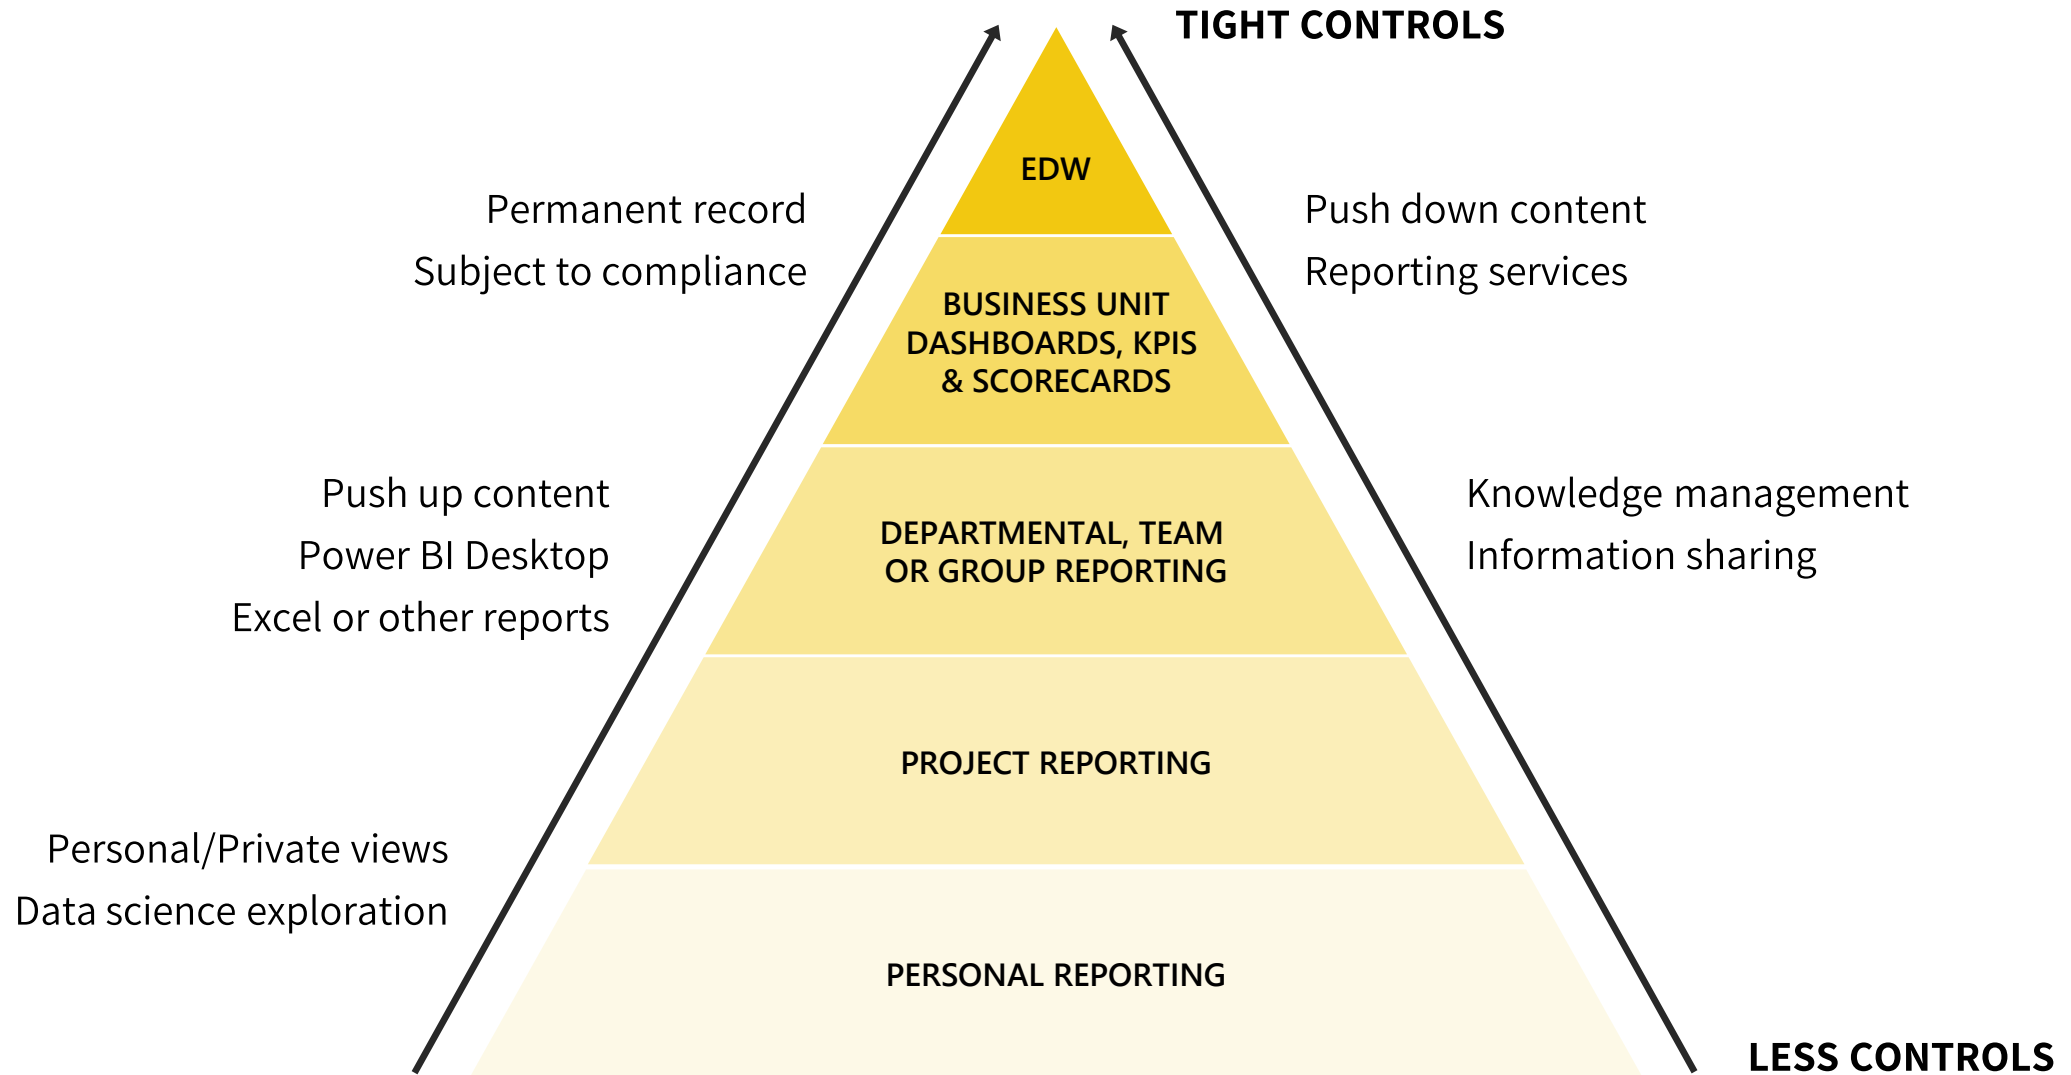 TIGHT CONTROLS
EDW
Permanent record
Subject to compliance
Push down content
Reporting services
BUSINESS UNIT
DASHBOARDS, KPIS
& SCORECARDS
Push up content
Power BI Desktop
Excel or other reports
DEPARTMENTAL, TEAM
OR GROUP REPORTING
Knowledge management
Information sharing
PROJECT REPORTING
Personal/Private views
Data science exploration
PERSONAL REPORTING
LESS CONTROLS